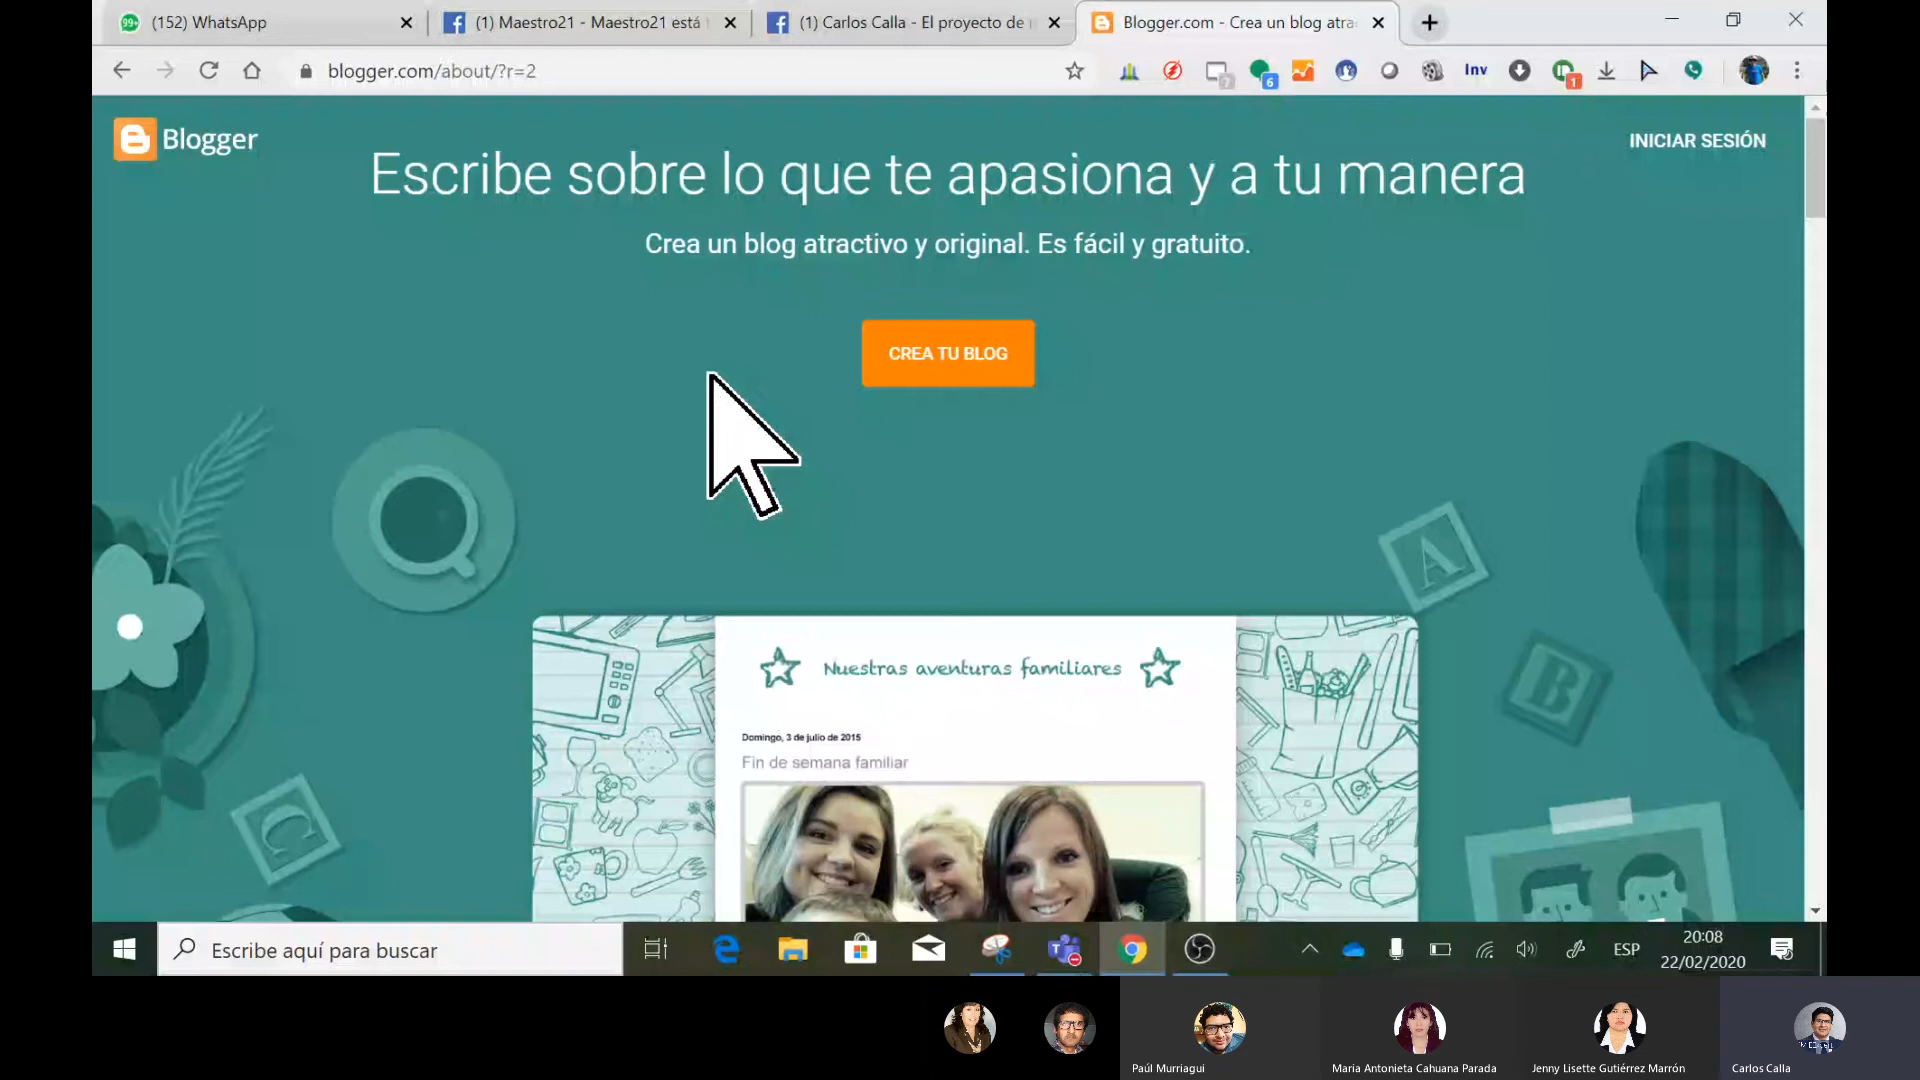 (152) WhatsApp
(1) Maestro21 - Maestro21 está
(1) Carlos Calla - El proyecto de
Blogger.com - Crea un blog atra
blogger.com/about/?r=2
Inv
Blogger
INICIAR SESIÓN
Escribe sobre lo que te apasiona y a tu manera
Crea un blog atractivo y original. Es fácil y gratuito.
CREA TU BLOG
A
B
C
Nuestras aventuras familiares
Domingo, 3 de julio de 2015
Fin de semana familiar
Escribe aquí para buscar
ESP
20:08
22/02/2020
Paúl Murriagui
Maria Antonieta Cahuana Parada
Jenny Lisette Gutiérrez Marrón
Carlos Calla